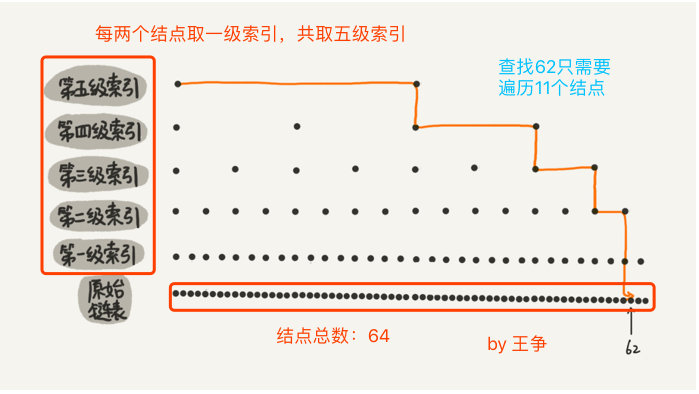 每两个结点取一级索引，共取五级索引
查找62只需要
遍历11个结点
第五级索引
第四级索引
第三级索引
第二级索引
第一级索引
原始
链表
结点总数：64
by 王争
62